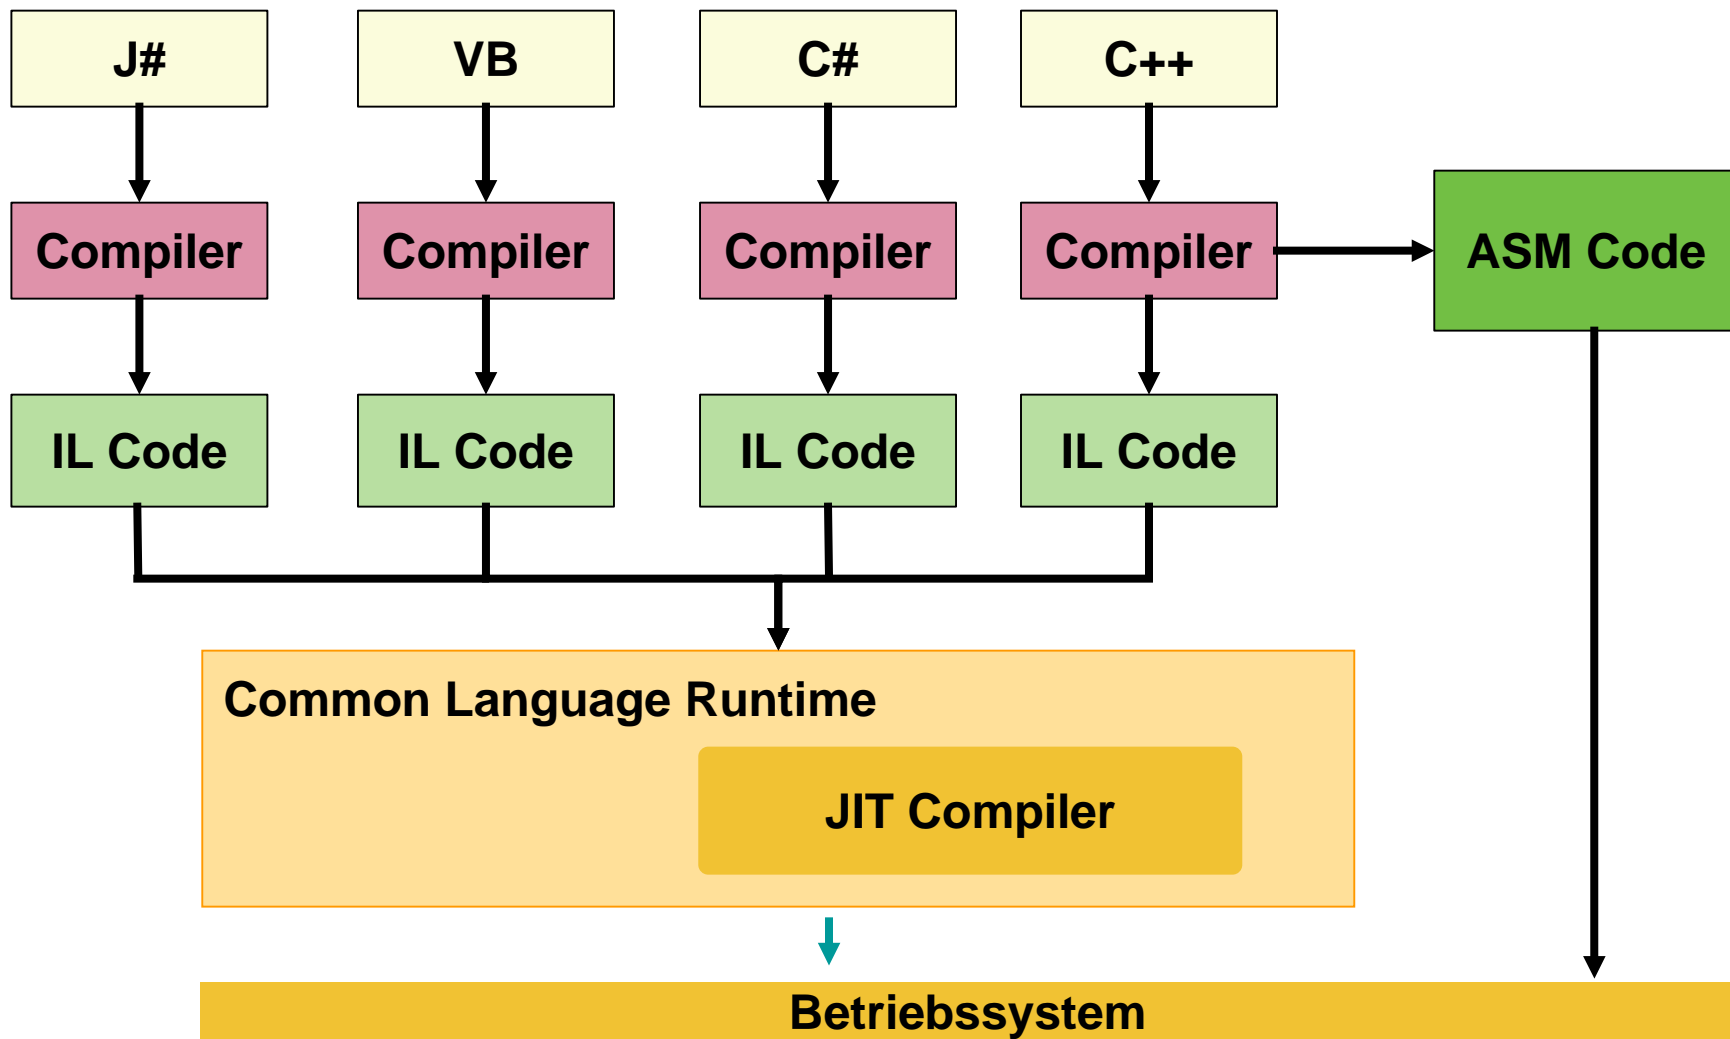 J#
VB
C#
C++
Compiler
Compiler
Compiler
Compiler
ASM Code
IL Code
IL Code
IL Code
IL Code
Common Language Runtime
JIT Compiler
Betriebssystem